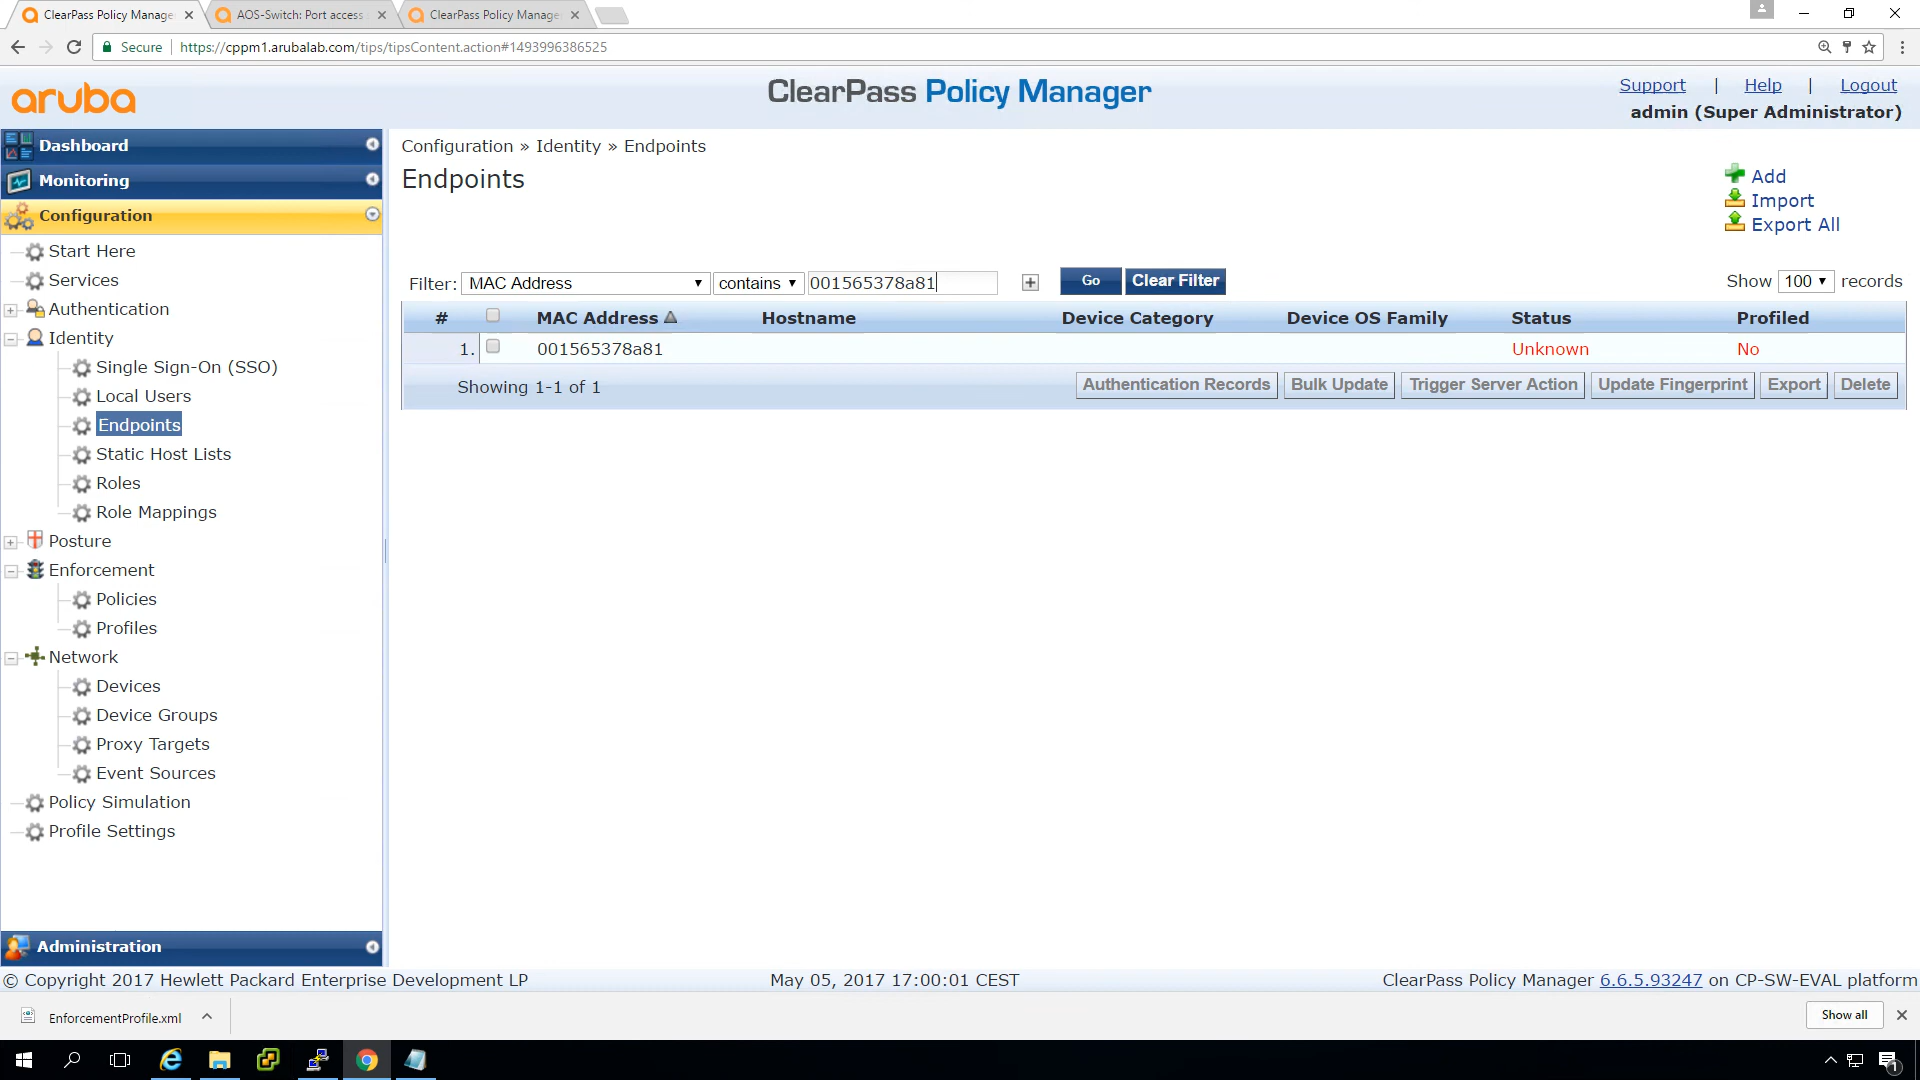 ClearPass Policy Manage
AOS-Switch: Port access
ClearPass Policy Manage
Secure
https://cppm1.arubalab.com/tips/tipsContent.action#1493996386525
aruba
ClearPass Policy Manager
Support | Help | Logout
admin (Super Administrator)
Dashboard
Monitoring
Configuration
Start Here
Services
Authentication
Identity
Single Sign-On (SSO)
Local Users
Endpoints
Static Host Lists
Roles
Role Mappings
Posture
Enforcement
Policies
Profiles
Network
Devices
Device Groups
Proxy Targets
Event Sources
Policy Simulation
Profile Settings
Administration
Configuration » Identity » Endpoints
Endpoints
Add
Import
Export All
Filter: MAC Address contains 001565378a81 Go Clear Filter Show 100 records
# MAC Address Hostname Device Category Device OS Family Status Profiled
1. 001565378a81 Unknown No
Showing 1-1 of 1 Authentication Records Bulk Update Trigger Server Action Update Fingerprint Export Delete
© Copyright 2017 Hewlett Packard Enterprise Development LP May 05, 2017 17:00:01 CEST ClearPass Policy Manager 6.6.5.93247 on CP-SW-EVAL platform
EnforcementProfile.xml Show all
1